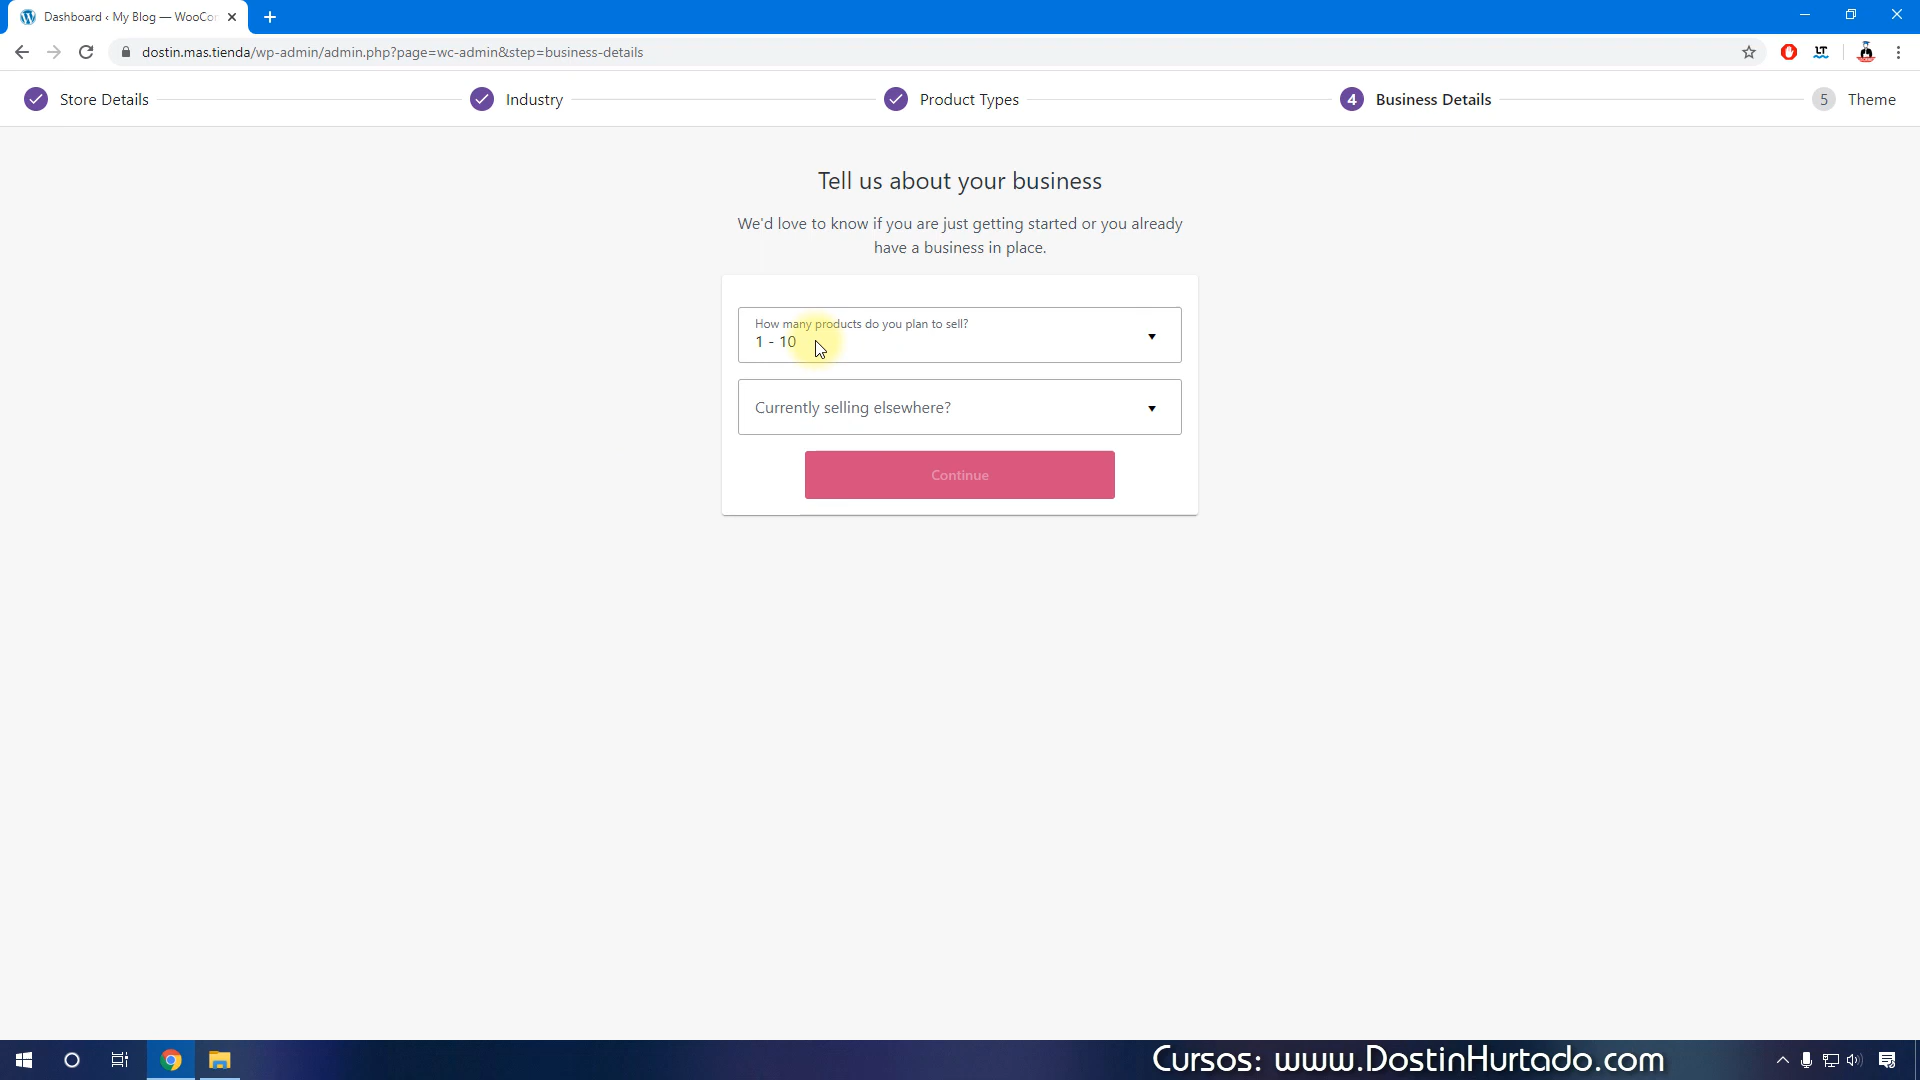 Dashboard ‹ My Blog — WooCo
dostin.mas.tienda/wp-admin/admin.php?page=wc-admin&step=business-details
Store Details
Industry
Product Types
4 Business Details
5 Theme
Tell us about your business
We'd love to know if you are just getting started or you already
have a business in place.
How many products do you plan to sell?
1 - 10
Currently selling elsewhere?
Continue
Cursos: www.DostinHurtado.com